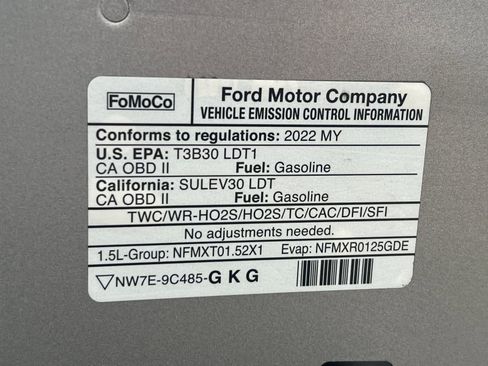 FoMoCo
Ford Motor Company
VEHICLE EMISSION CONTROL INFORMATION
Conforms to regulations: 2022 MY
U.S. EPA: T3B30 LDT1
CA OBD II Fuel: Gasoline
California: SULEV30 LDT
CA OBD II Fuel: Gasoline
TWC/WR-HO2S/HO2S/TC/CAC/DFI/SFI
No adjustments needed.
1.5L-Group: NFMXT01.52X1 Evap: NFMXR0125GDE
NW7E-9C485-G K G